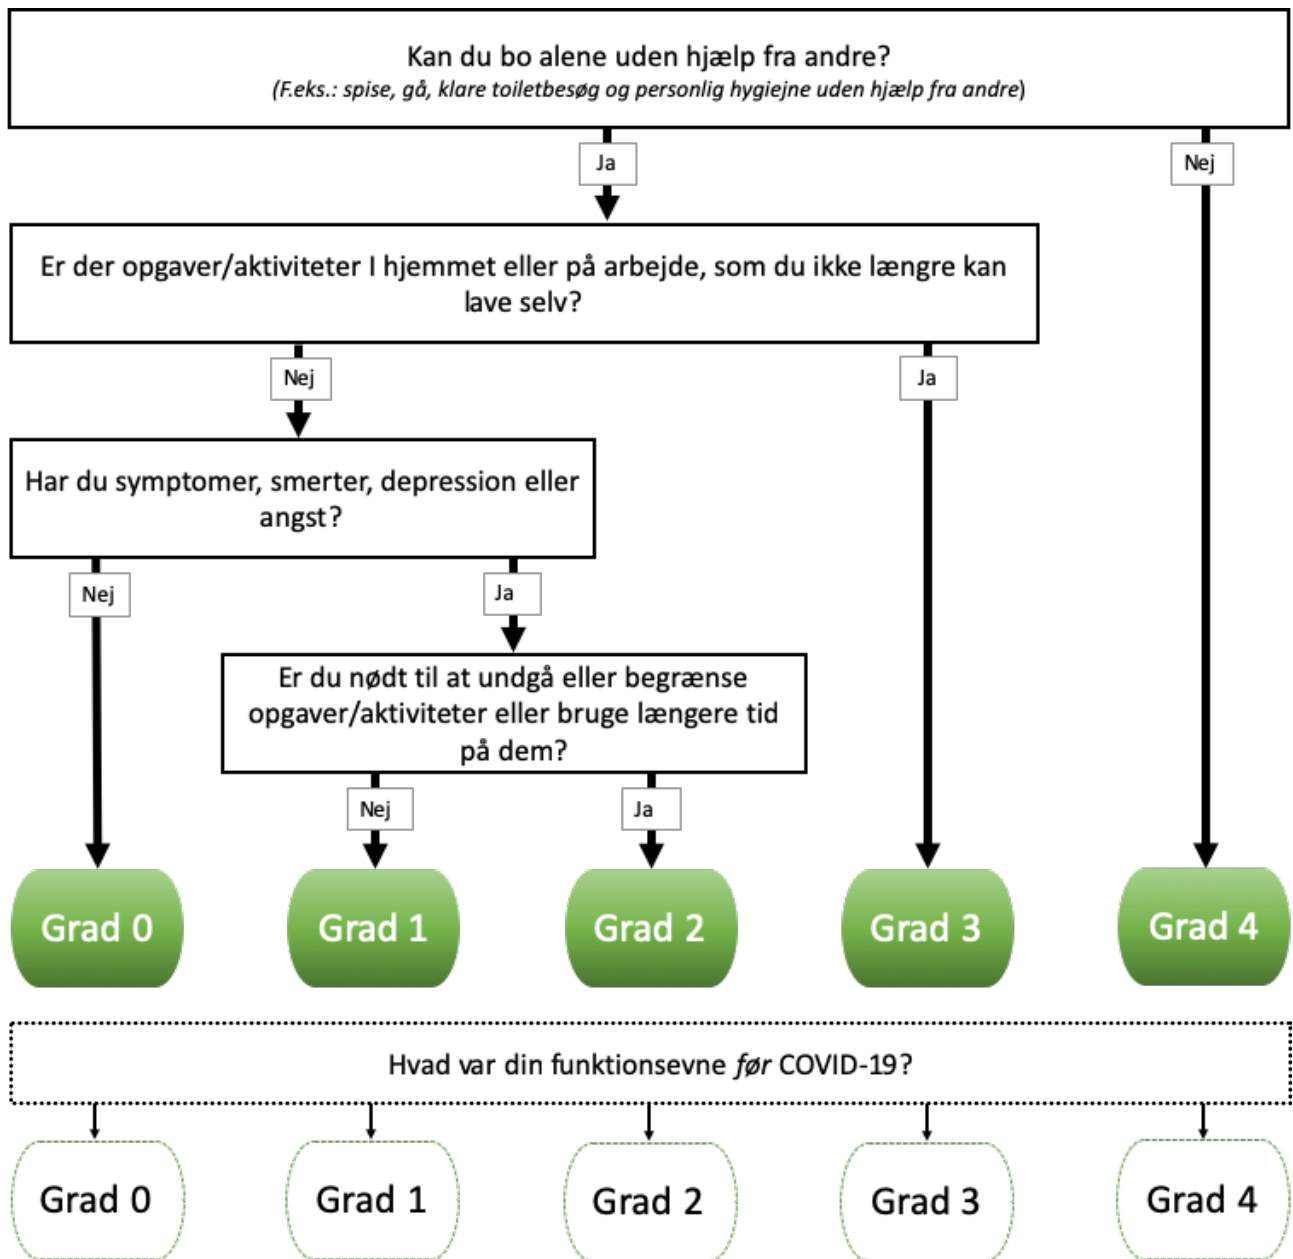 Kan du bo alene uden hjælp fra andre?
(F.eks.: spise, gå, klare toiletbesøg og personlig hygiejne uden hjælp fra andre)
Ja
Nej
Er der opgaver/aktiviteter I hjemmet eller på arbejde, som du ikke længre kan
lave selv?
Nej
Ja
Har du symptomer, smerter, depression eller
angst?
Nej
Ja
Er du nødt til at undgå eller begrænse
opgaver/aktiviteter eller bruge længere tid
på dem?
Nej
Ja
Grad 0
Grad 1
Grad 2
Grad 3
Grad 4
Hvad var din funktionsevne før COVID-19?
Grad 0
Grad 1
Grad 2
Grad 3
Grad 4